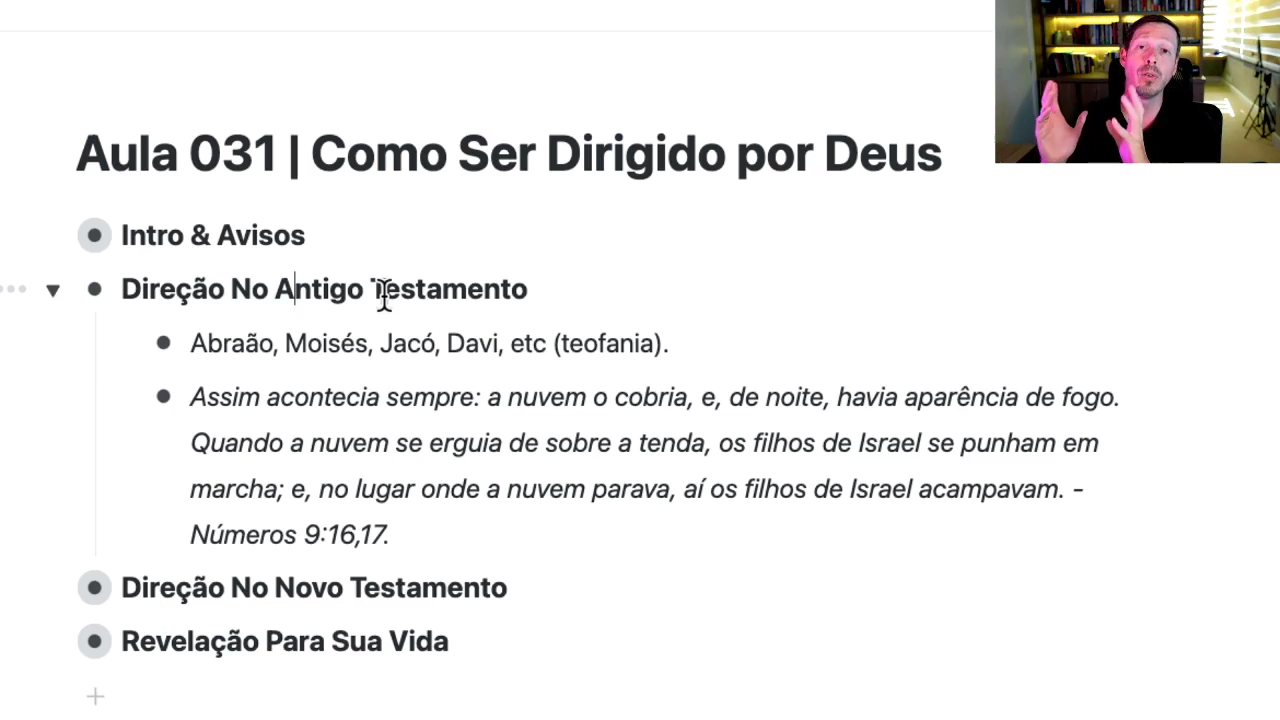 Aula 031 | Como Ser Dirigido por Deus
Intro & Avisos
Direção No Antigo Testamento
Abraão, Moisés, Jacó, Davi, etc (teofania).
Assim acontecia sempre: a nuvem o cobria, e, de noite, havia aparência de fogo.
Quando a nuvem se erguia de sobre a tenda, os filhos de Israel se punham em
marcha; e, no lugar onde a nuvem parava, aí os filhos de Israel acampavam. -
Números 9:16,17.
Direção No Novo Testamento
Revelação Para Sua Vida